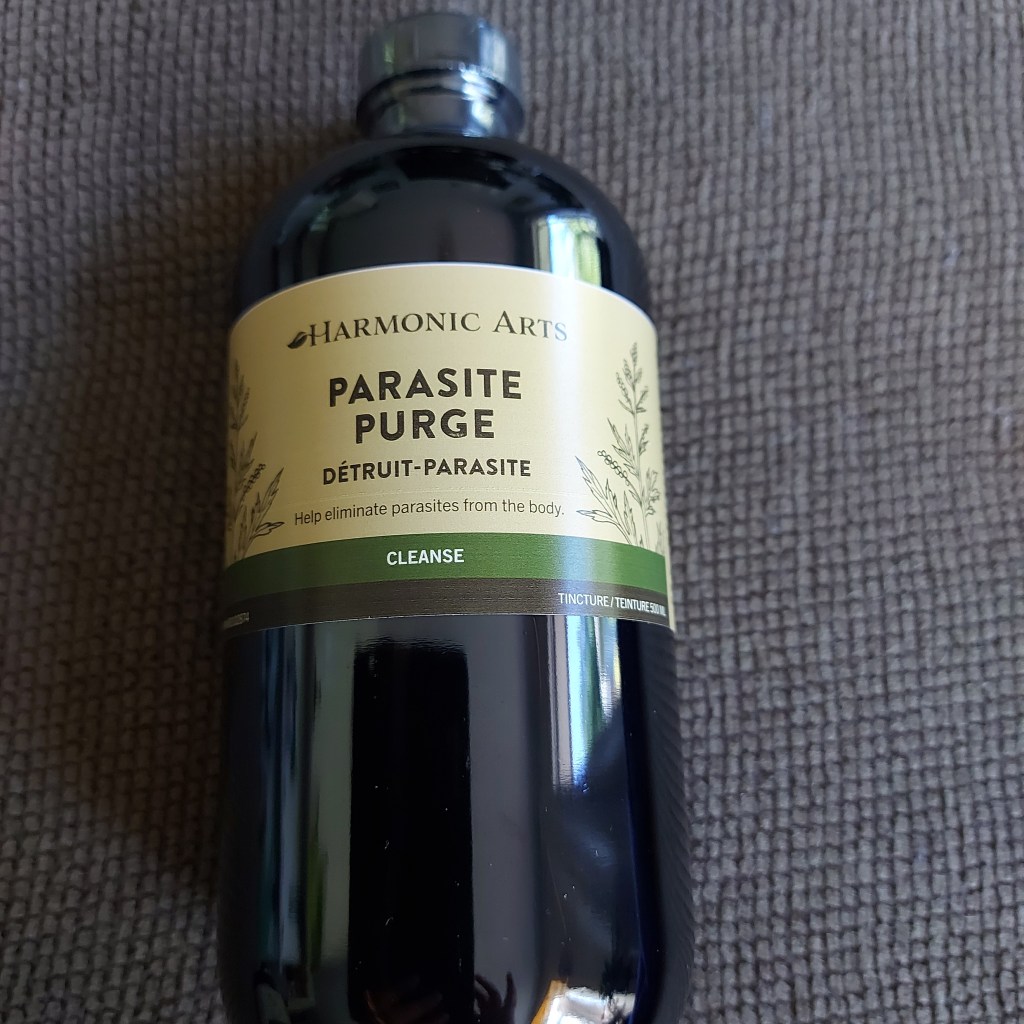 HARMONIC ARTS
PARASITE
PURGE
DÉTRUIT-PARASITE
Help eliminate parasites from the body.
CLEANSE
TINCTURE / TEINTURE 500 ML